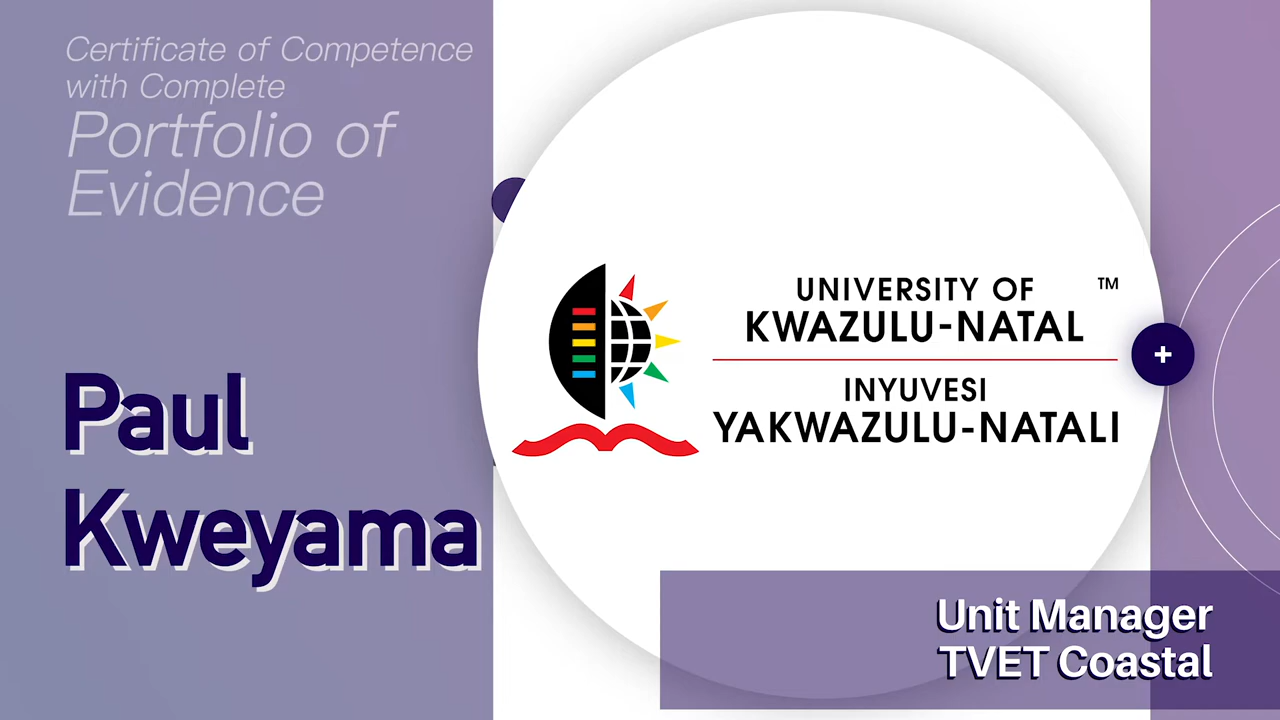 Certificate of Competence
with Complete
Portfolio of
Evidence
Paul
Kweyama
UNIVERSITY OF
KWAZULU-NATAL
TM
INYUVESI
YAKWAZULU-NATALI
+
Unit Manager
TVET Coastal